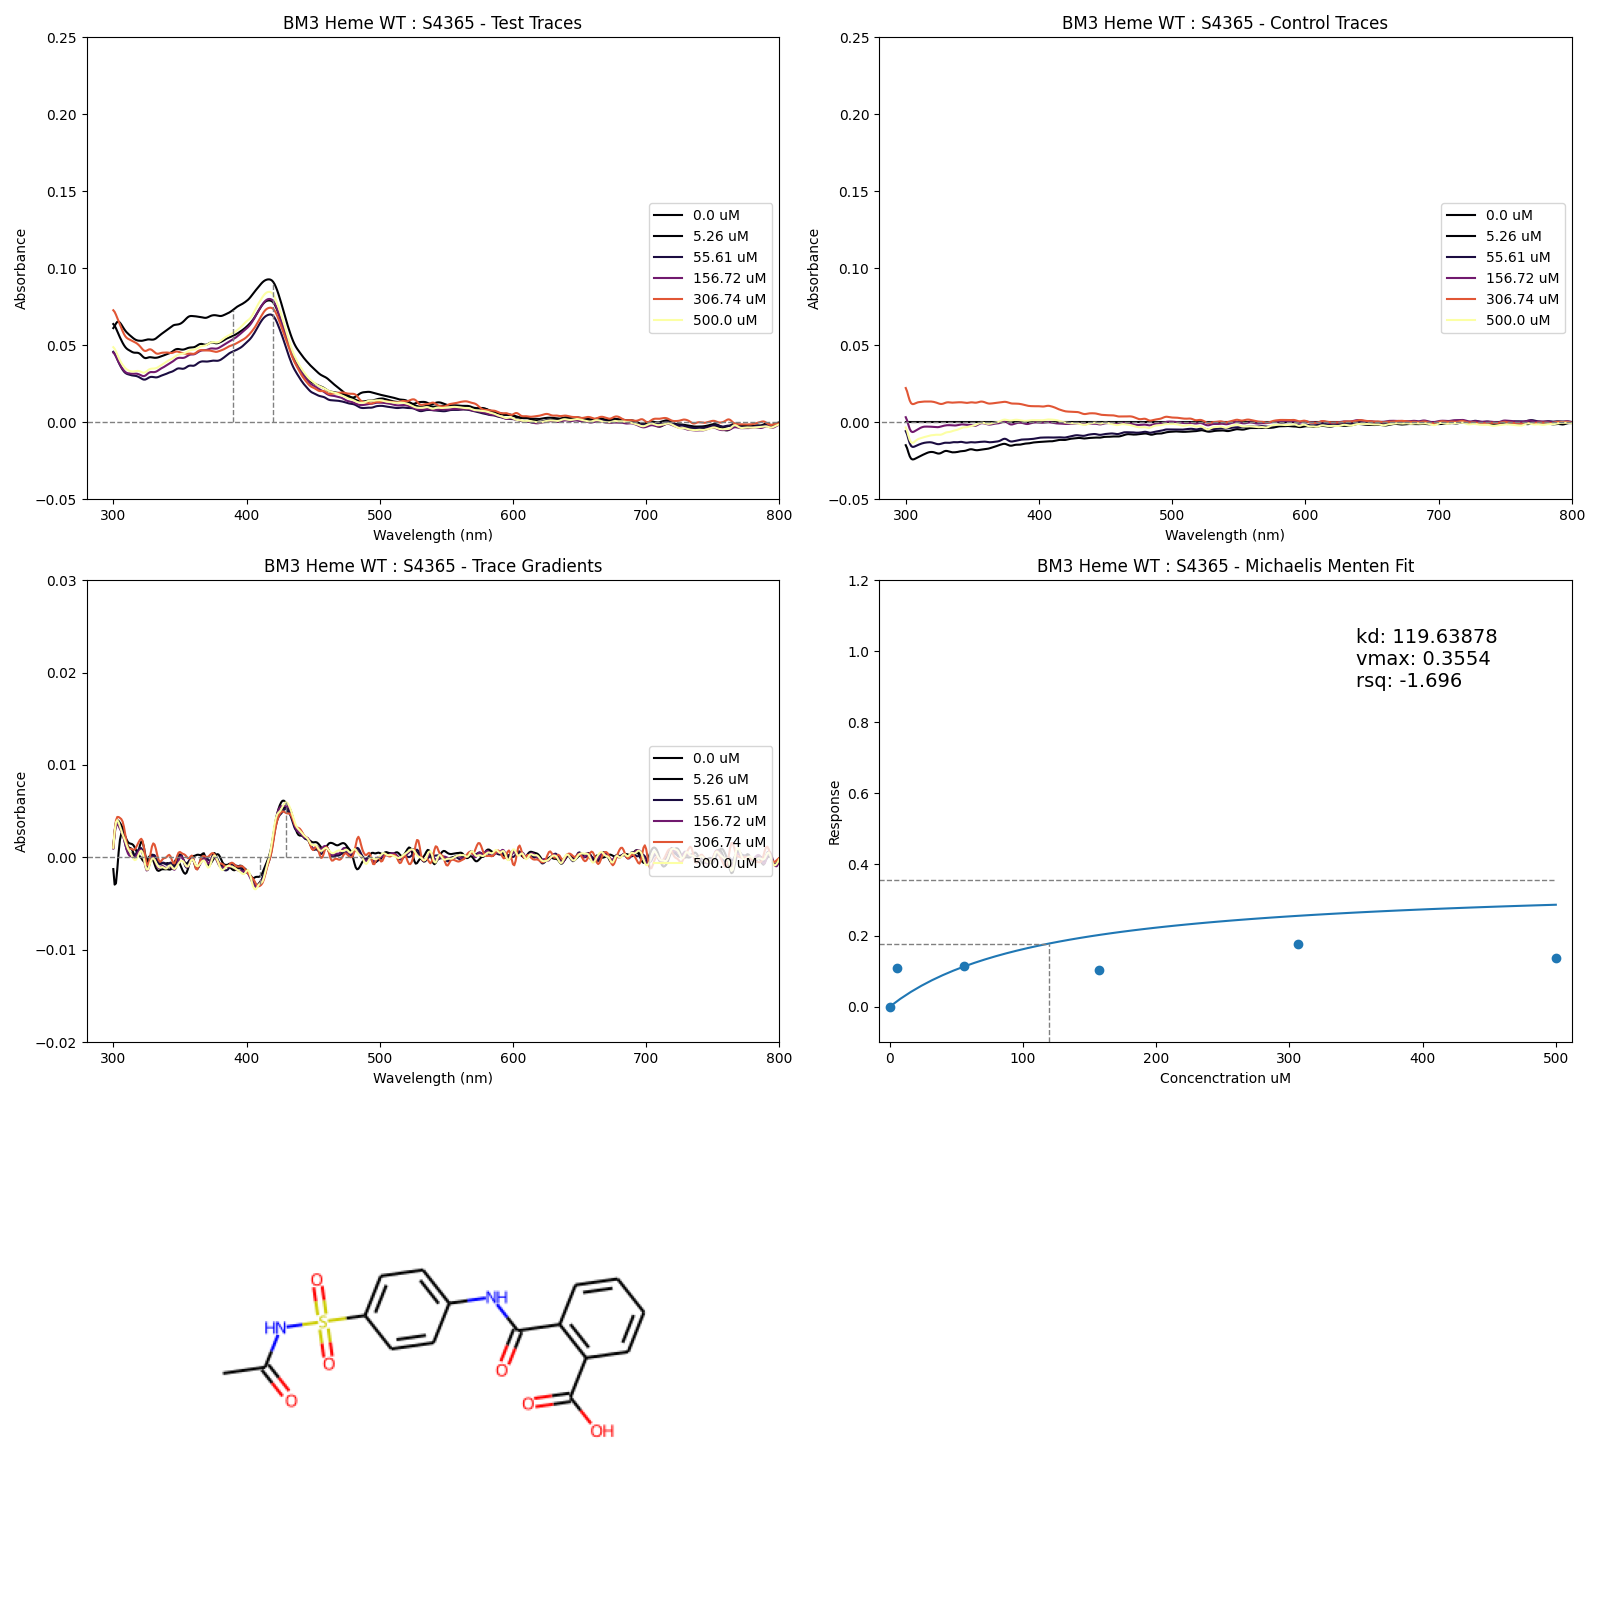 BM3 Heme WT : S4365 - Test Traces
0.25
0.20
0.15
0.10
0.05
0.00
−0.05
Absorbance
300 400 500 600 700 800
Wavelength (nm)
0.0 uM
5.26 uM
55.61 uM
156.72 uM
306.74 uM
500.0 uM
BM3 Heme WT : S4365 - Control Traces
0.25
0.20
0.15
0.10
0.05
0.00
−0.05
Absorbance
300 400 500 600 700 800
Wavelength (nm)
0.0 uM
5.26 uM
55.61 uM
156.72 uM
306.74 uM
500.0 uM
BM3 Heme WT : S4365 - Trace Gradients
0.03
0.02
0.01
0.00
−0.01
−0.02
Absorbance
300 400 500 600 700 800
Wavelength (nm)
0.0 uM
5.26 uM
55.61 uM
156.72 uM
306.74 uM
500.0 uM
BM3 Heme WT : S4365 - Michaelis Menten Fit
1.2
1.0
0.8
0.6
0.4
0.2
0.0
Response
kd: 119.63878
vmax: 0.3554
rsq: -1.696
0 100 200 300 400 500
Concenctration uM
O
HN
S
O
O
NH
O
O
OH